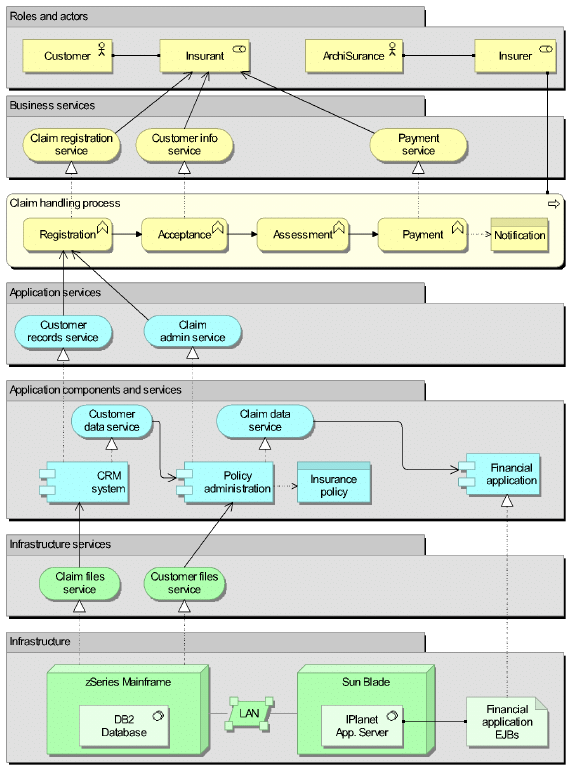 Roles and actors
Customer
Insurant
ArchiSurance
Insurer
Business services
Claim registration
service
Customer info
service
Payment
service
Claim handling process
Registration
Acceptance
Assessment
Payment
Notification
Application services
Customer
records service
Claim
admin service
Application components and services
Customer
data service
Claim data
service
CRM
system
Policy
administration
Insurance
policy
Financial
application
Infrastructure services
Claim files
service
Customer files
service
Infrastructure
zSeries Mainframe
DB2
Database
LAN
Sun Blade
IPlanet
App. Server
Financial
application
EJBs